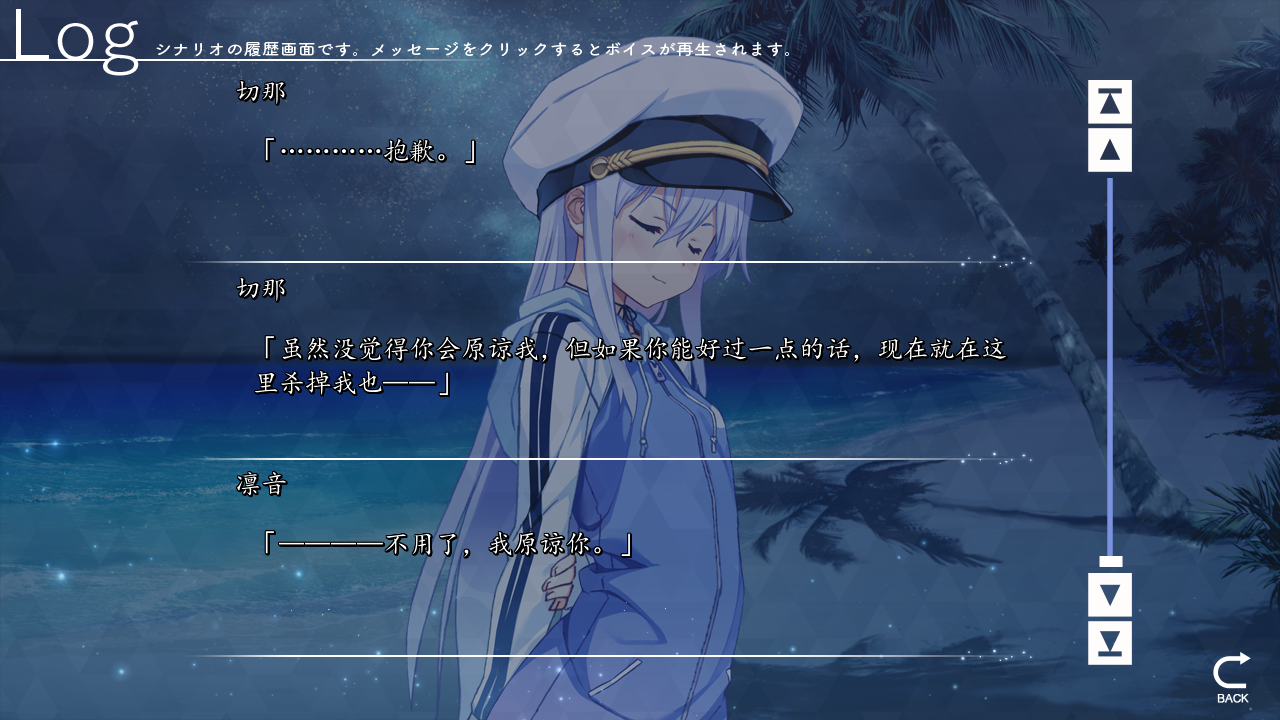 Log
シナリオの履歴画面です。メッセージをクリックするとボイスが再生されます。
切那
「…………抱歉。」
切那
「虽然没觉得你会原谅我，但如果你能好过一点的话，现在就在这
里杀掉我也——」
凛音
「————不用了，我原谅你。」
BACK